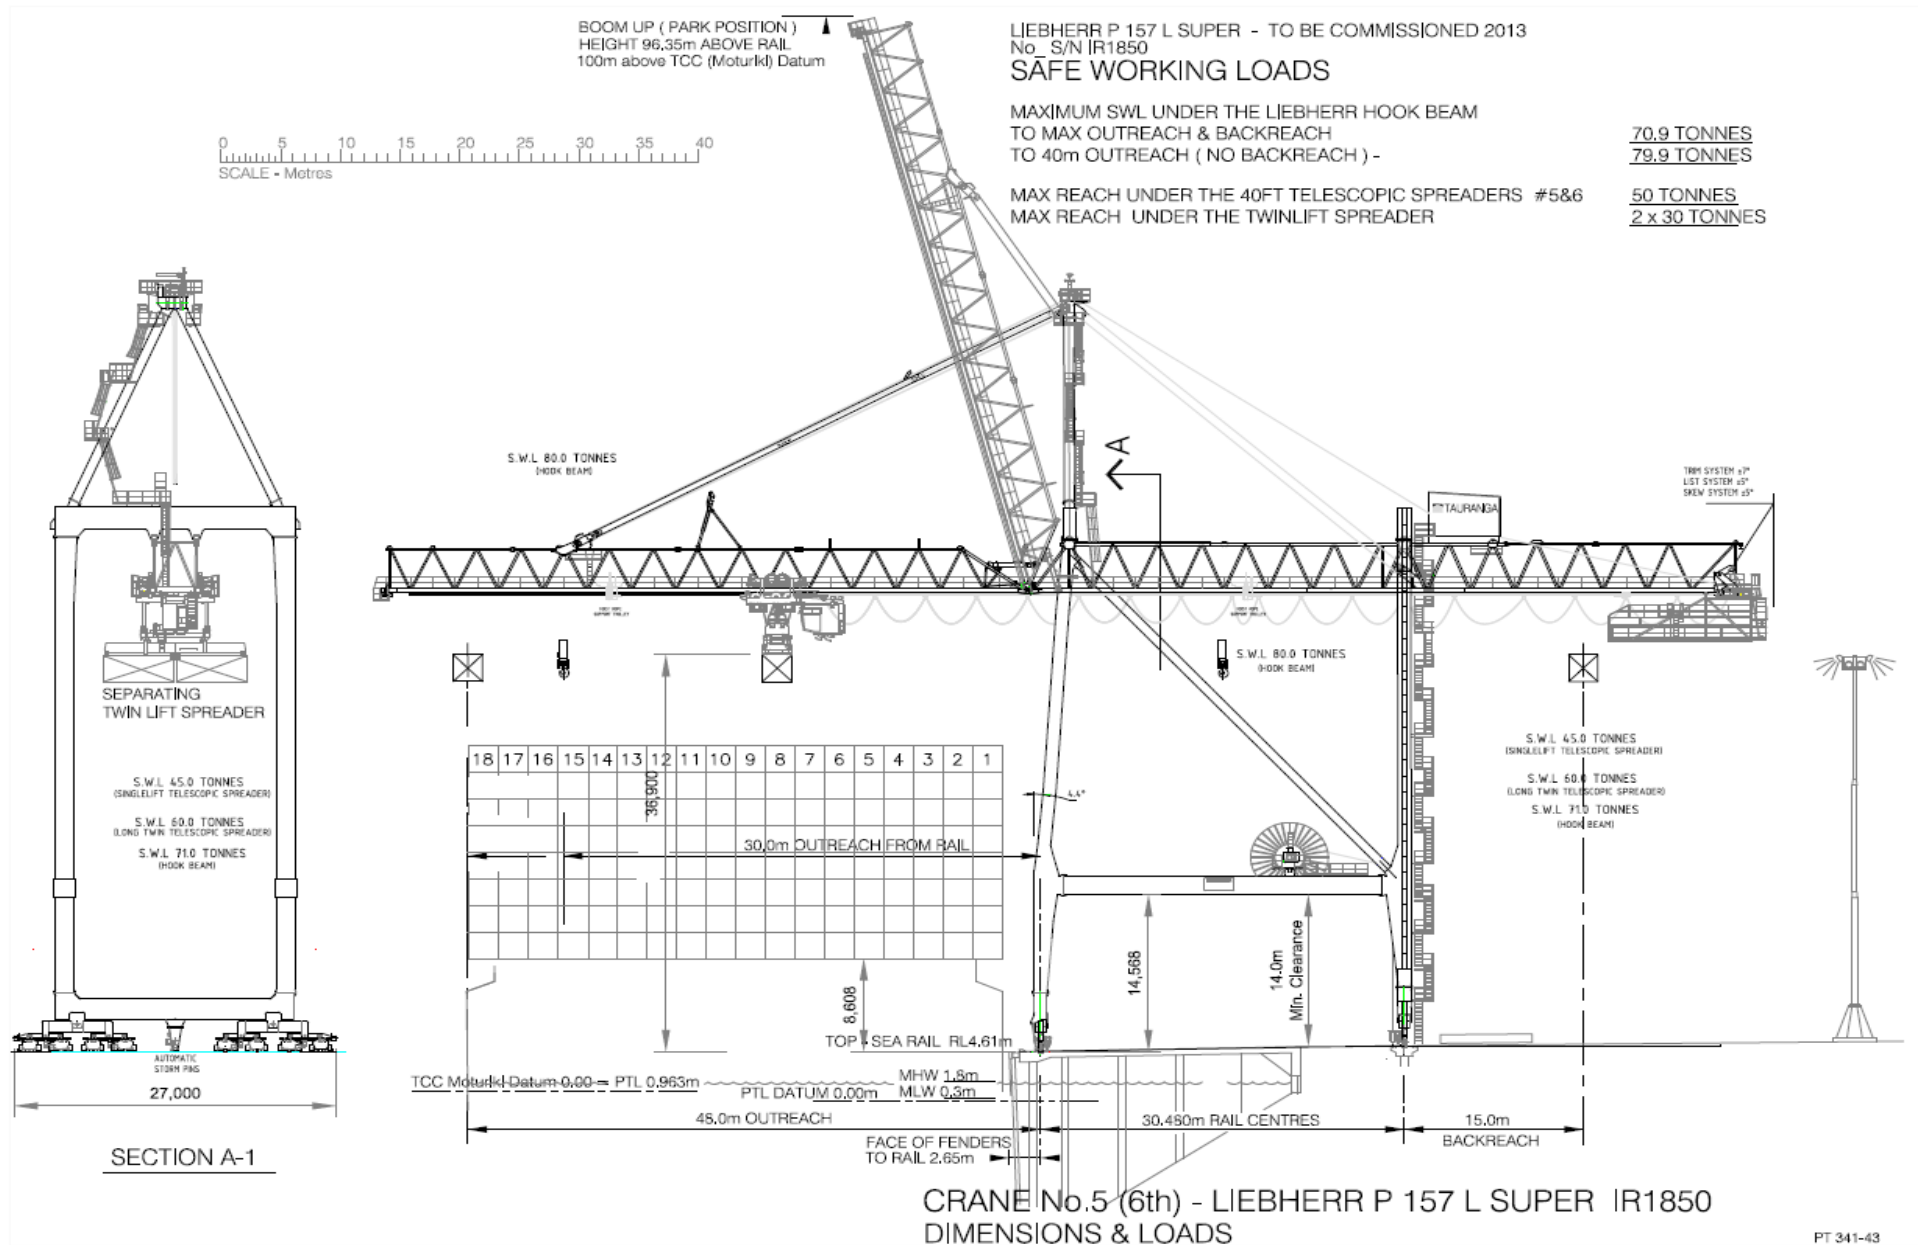 BOOM UP ( PARK POSITION )
HEIGHT 96.35m ABOVE RAIL
100m above TCC (Moturiki) Datum
LIEBHERR P 157 L SUPER - TO BE COMMISSIONED 2013
No_ S/N IR1850
SAFE WORKING LOADS
MAXIMUM SWL UNDER THE LIEBHERR HOOK BEAM
TO MAX OUTREACH & BACKREACH 70.9 TONNES
TO 40m OUTREACH ( NO BACKREACH ) - 79.9 TONNES
MAX REACH UNDER THE 40FT TELESCOPIC SPREADERS #5&6 50 TONNES
MAX REACH UNDER THE TWINLIFT SPREADER 2 x 30 TONNES
0 5 10 15 20 25 30 35 40
SCALE - Metres
S.W.L 80.0 TONNES
(HOOK BEAM)
A
TRIM SYSTEM ±7°
LIST SYSTEM ±5°
SKEW SYSTEM ±5°
TAURANGA
S.W.L 80.0 TONNES
(HOOK BEAM)
SEPARATING
TWIN LIFT SPREADER
S.W.L 45.0 TONNES
(SINGLELIFT TELESCOPIC SPREADER)
S.W.L 60.0 TONNES
(LONG TWIN TELESCOPIC SPREADER)
S.W.L 71.0 TONNES
(HOOK BEAM)
18 17 16 15 14 13 12 11 10 9 8 7 6 5 4 3 2 1
36,900
4.4°
30.0m OUTREACH FROM RAIL
S.W.L 45.0 TONNES
(SINGLELIFT TELESCOPIC SPREADER)
S.W.L 60.0 TONNES
(LONG TWIN TELESCOPIC SPREADER)
S.W.L 71.0 TONNES
(HOOK BEAM)
8,608
14,568
14.0m
Min. Clearance
TOP - SEA RAIL RL4.61m
AUTOMATIC
STORM PINS
27,000
TCC Moturiki Datum 0.00 = PTL 0.963m
MHW 1.8m
PTL DATUM 0.00m
MLW 0.3m
OUTREACH
RAIL CENTRES
15.0m
BACKREACH
FACE OF FENDERS
TO RAIL 2.65m
SECTION A-1
CRANE No.5 (6th) - LIEBHERR P 157 L SUPER IR1850
DIMENSIONS & LOADS
PT 341-43